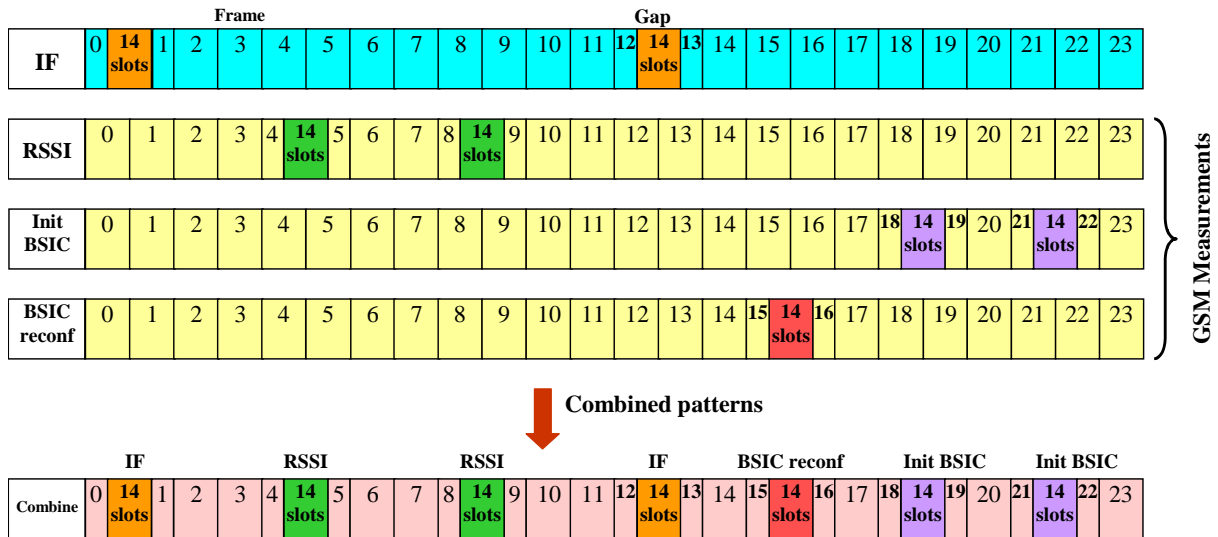 Frame Gap
IF 0 14 slots 1 2 3 4 5 6 7 8 9 10 11 12 14 slots 13 14 15 16 17 18 19 20 21 22 23
RSSI 0 1 2 3 4 14 slots 5 6 7 8 14 slots 9 10 11 12 13 14 15 16 17 18 19 20 21 22 23
Init BSIC 0 1 2 3 4 5 6 7 8 9 10 11 12 13 14 15 16 17 18 14 slots 19 20 21 14 slots 22 23
BSIC reconf 0 1 2 3 4 5 6 7 8 9 10 11 12 13 14 15 14 slots 16 17 18 19 20 21 22 23
GSM Measurements
Combined patterns
IF RSSI RSSI IF BSIC reconf Init BSIC Init BSIC
Combine 0 14 slots 1 2 3 4 14 slots 5 6 7 8 14 slots 9 10 11 12 14 slots 13 14 15 14 slots 16 17 18 14 slots 19 20 21 14 slots 22 23